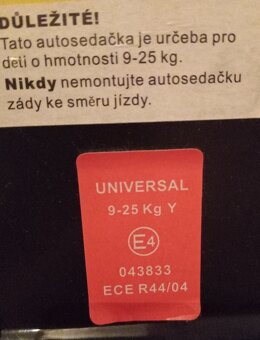 DŮLEŽITÉ!
Tato autosedačka je určeba pro
děti o hmotnosti 9-25 kg.
Nikdy nemontujte autosedačku
zády ke směru jízdy.
UNIVERSAL
9-25 Kg Y
E4
043833
ECE R44/04